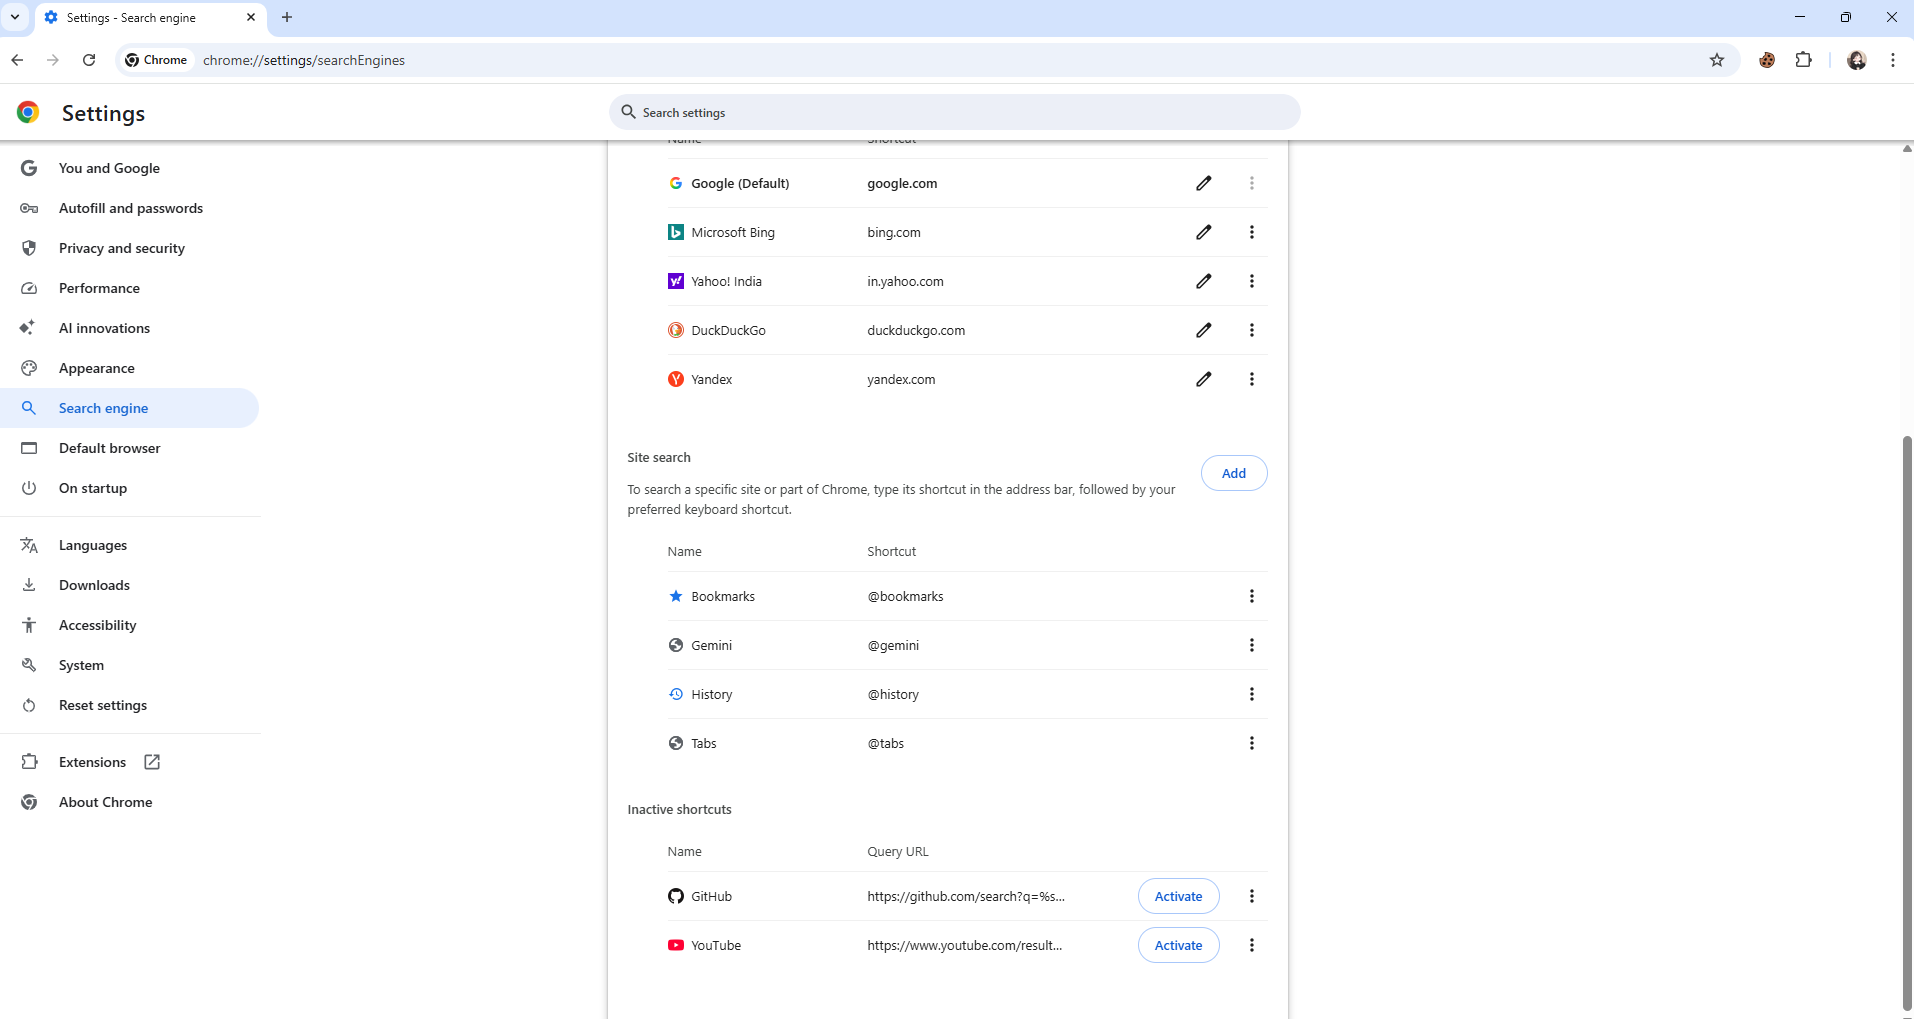 Settings - Search engine
Chrome
chrome://settings/searchEngines
Settings
Search settings
You and Google
Autofill and passwords
Privacy and security
Performance
AI innovations
Appearance
Search engine
Default browser
On startup
Languages
Downloads
Accessibility
System
Reset settings
Extensions
About Chrome
Name Shortcut
Google (Default) google.com
Microsoft Bing bing.com
Yahoo! India in.yahoo.com
DuckDuckGo duckduckgo.com
Yandex yandex.com
Site search
Add
To search a specific site or part of Chrome, type its shortcut in the address bar, followed by your
preferred keyboard shortcut.
Name Shortcut
Bookmarks @bookmarks
Gemini @gemini
History @history
Tabs @tabs
Inactive shortcuts
Name Query URL
GitHub https://github.com/search?q=%s... Activate
YouTube https://www.youtube.com/result... Activate